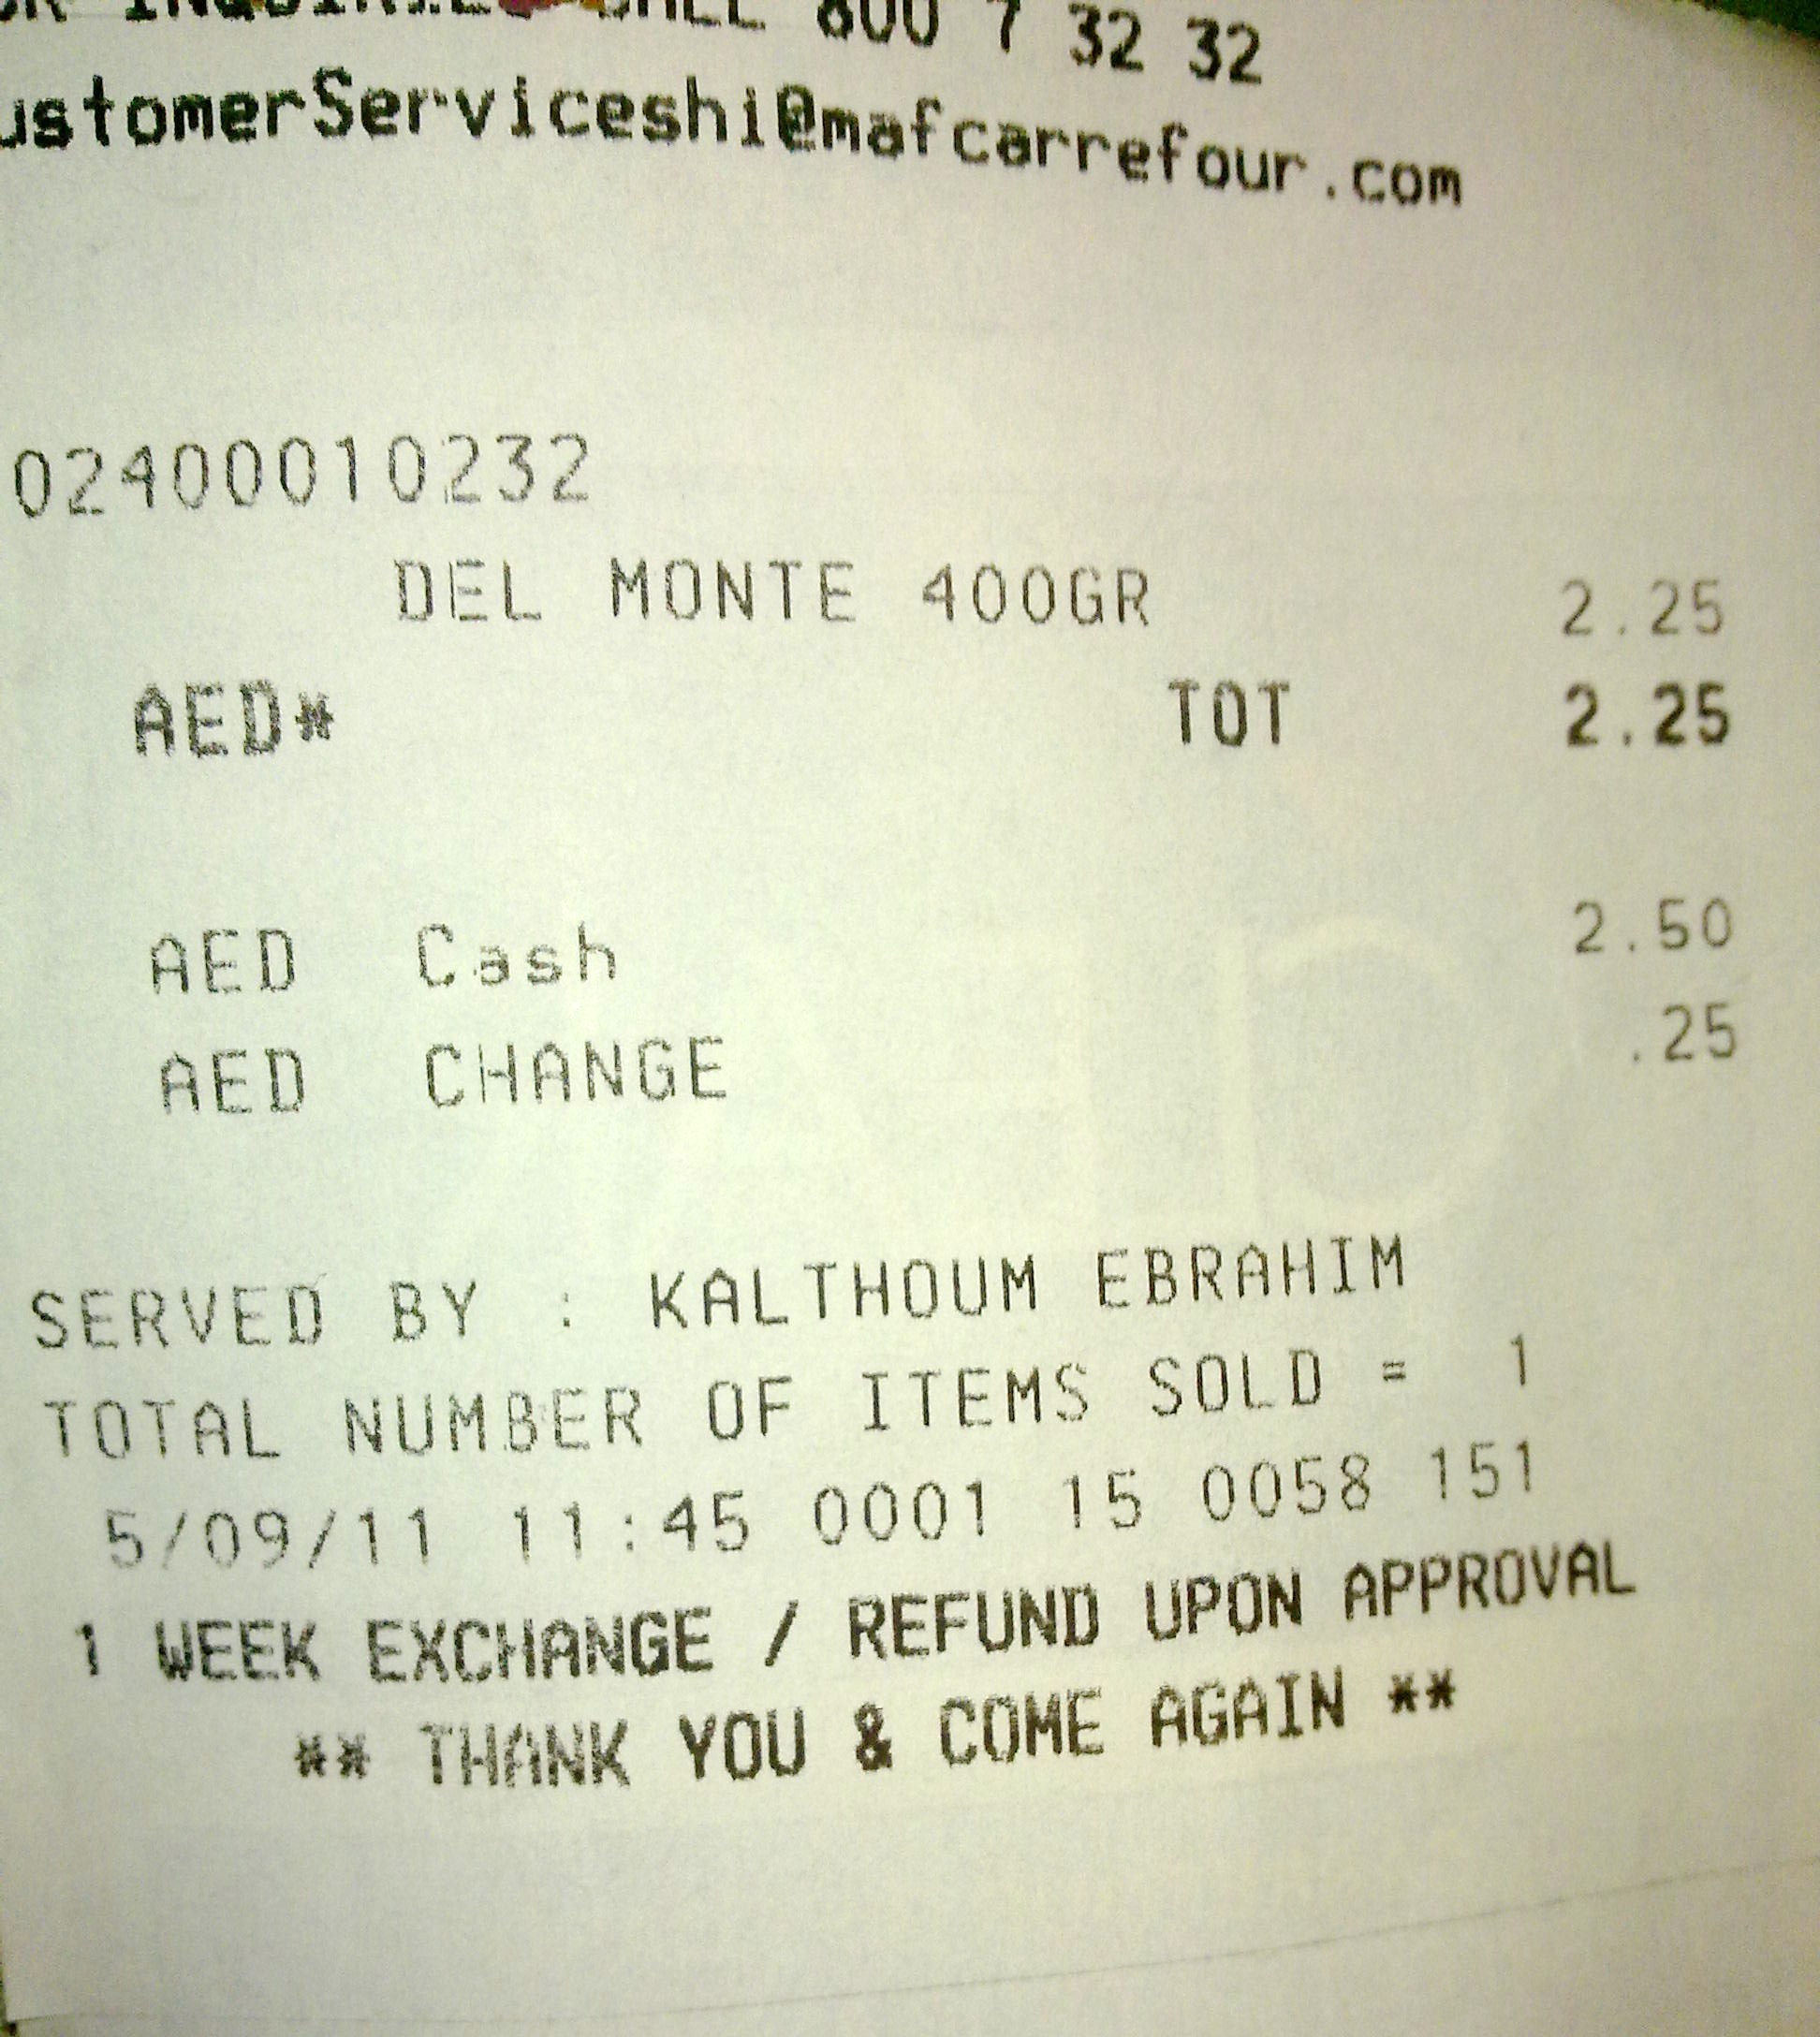 INQUIRIES CALL 800 7 32 32
ustomerServiceshi@mafcarrefour.com
02400010232
DEL MONTE 400GR 2.25
AED* TOT 2.25
AED Cash 2.50
AED CHANGE .25
SERVED BY : KALTHOUM EBRAHIM
TOTAL NUMBER OF ITEMS SOLD = 1
5/09/11 11:45 0001 15 0058 151
1 WEEK EXCHANGE / REFUND UPON APPROVAL
** THANK YOU & COME AGAIN **